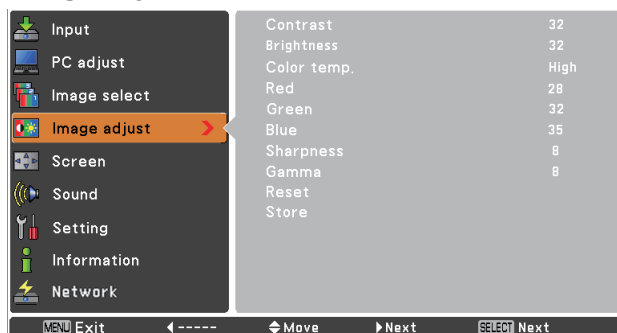 Input
PC adjust
Image select
Image adjust
Screen
Sound
Setting
Information
Network
Contrast 32
Brightness 32
Color temp. High
Red 28
Green 32
Blue 35
Sharpness 8
Gamma 8
Reset
Store
MENU Exit ◀ ----- ◆ Move ▶ Next SELECT Next